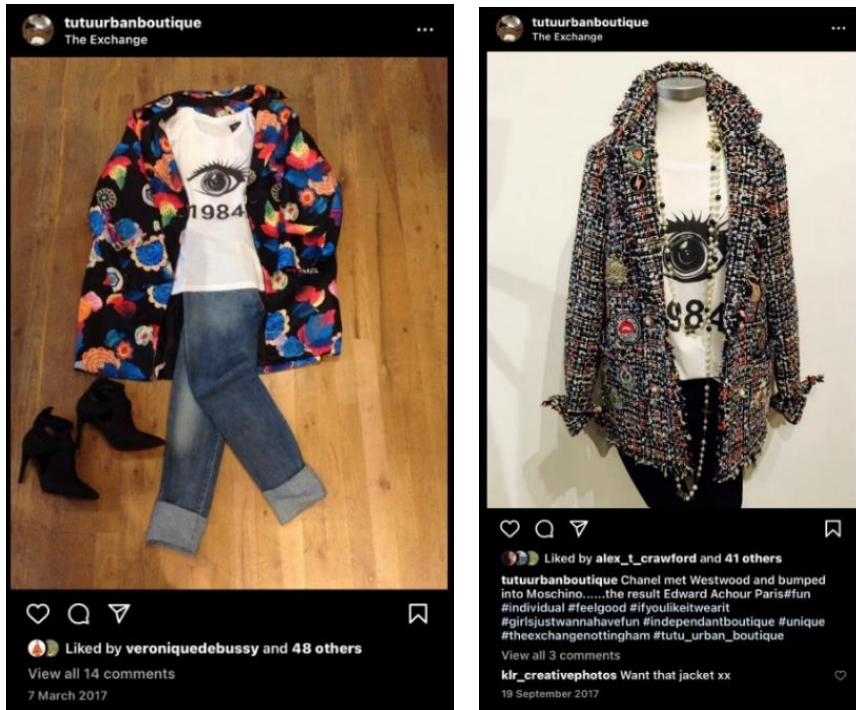 tutuurbanboutique
The Exchange
1984
Liked by veroniquedebussy and 48 others
View all 14 comments
7 March 2017
tutuurbanboutique
The Exchange
984
Liked by alex_t_crawford and 41 others
tutuurbanboutique Chanel met Westwood and bumped
into Moschino......the result Edward Achour Paris#fun
#individual #feelgood #ifyoulikeitwearit
#girlsjustwannahavefun #independantboutique #unique
#theexchangenottingham #tutu_urban_boutique
View all 3 comments
klr_creativephotos Want that jacket xx
19 September 2017